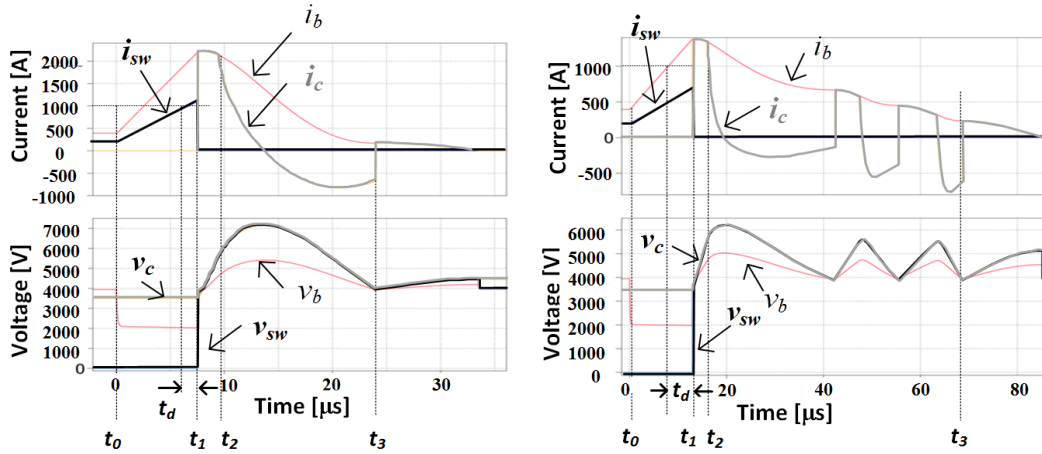 i_sw
i_b
i_c
Current [A]
2000
1500
1000
500
0
-500
-1000
Voltage [V]
7000
6000
5000
4000
3000
2000
1000
0
v_c
v_b
v_sw
0
10
20
30
t_d
Time [μs]
t_0
t_1
t_2
t_3
i_sw
i_b
i_c
Current [A]
1000
500
0
-500
Voltage [V]
6000
5000
4000
3000
2000
1000
0
v_c
v_b
v_sw
0
20
40
60
80
t_d
Time [μs]
t_0
t_1
t_2
t_3